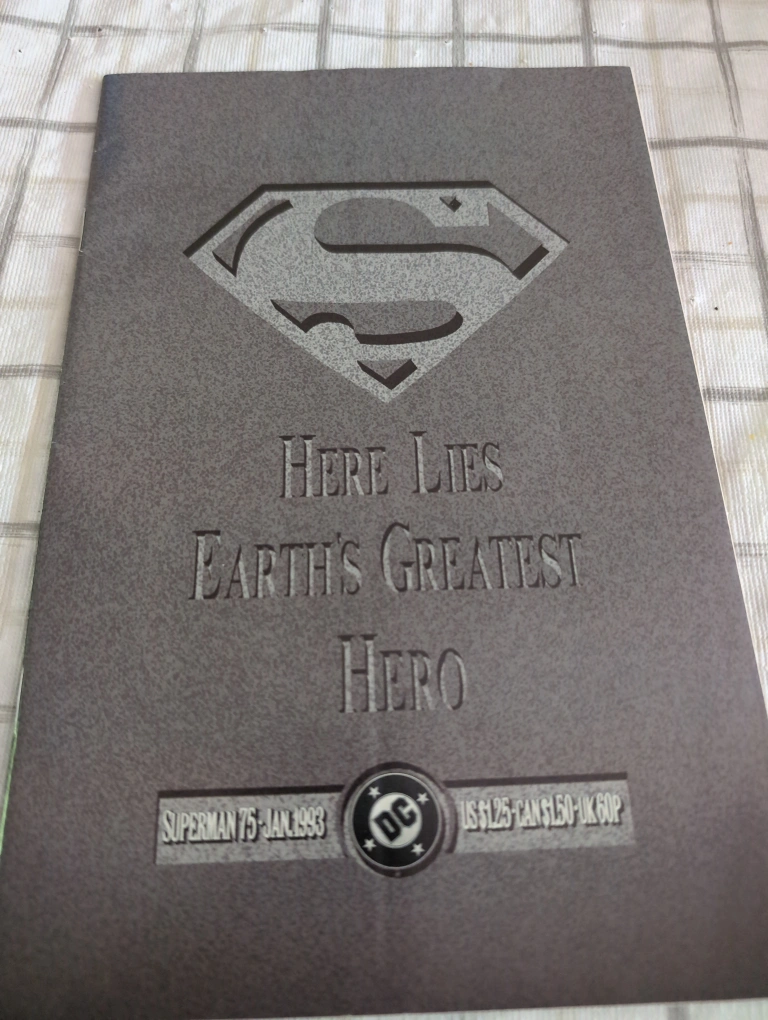 HERE LIES
EARTH'S GREATEST
HERO
SUPERMAN 75-JAN.1993 DC US $1.25-CAN $1.50-UK 60P